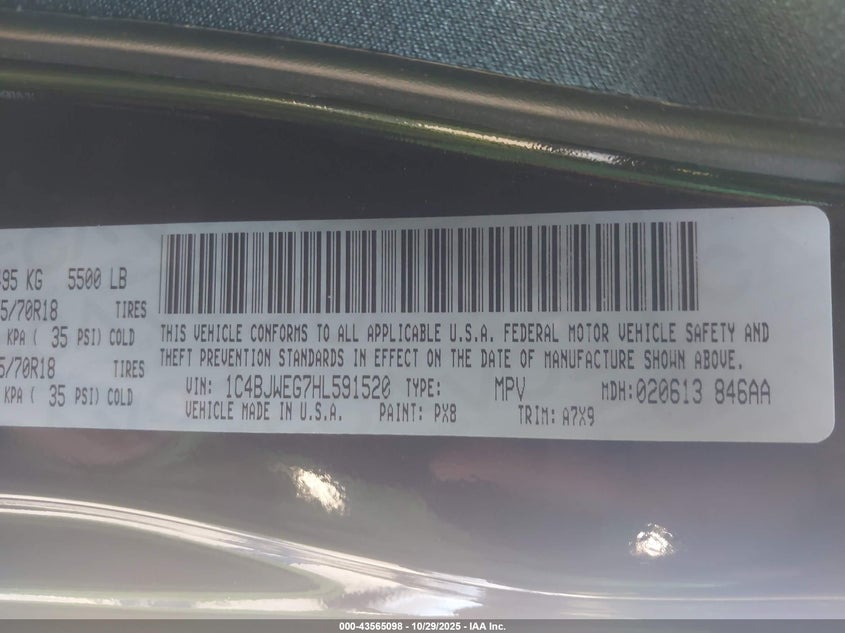 495 KG 5500 LB
5/70R18 TIRES
KPA ( 35 PSI) COLD
5/70R18 TIRES
KPA ( 35 PSI) COLD
THIS VEHICLE CONFORMS TO ALL APPLICABLE U.S.A. FEDERAL MOTOR VEHICLE SAFETY AND
THEFT PREVENTION STANDARDS IN EFFECT ON THE DATE OF MANUFACTURE SHOWN ABOVE.
VIN: 1C4BJWEG7HL591520 TYPE: MPV MDH:020613 846AA
VEHICLE MADE IN U.S.A. PAINT: PX8 TRIM: A7X9
000-43565098 - 10/29/2025 - IAA Inc.